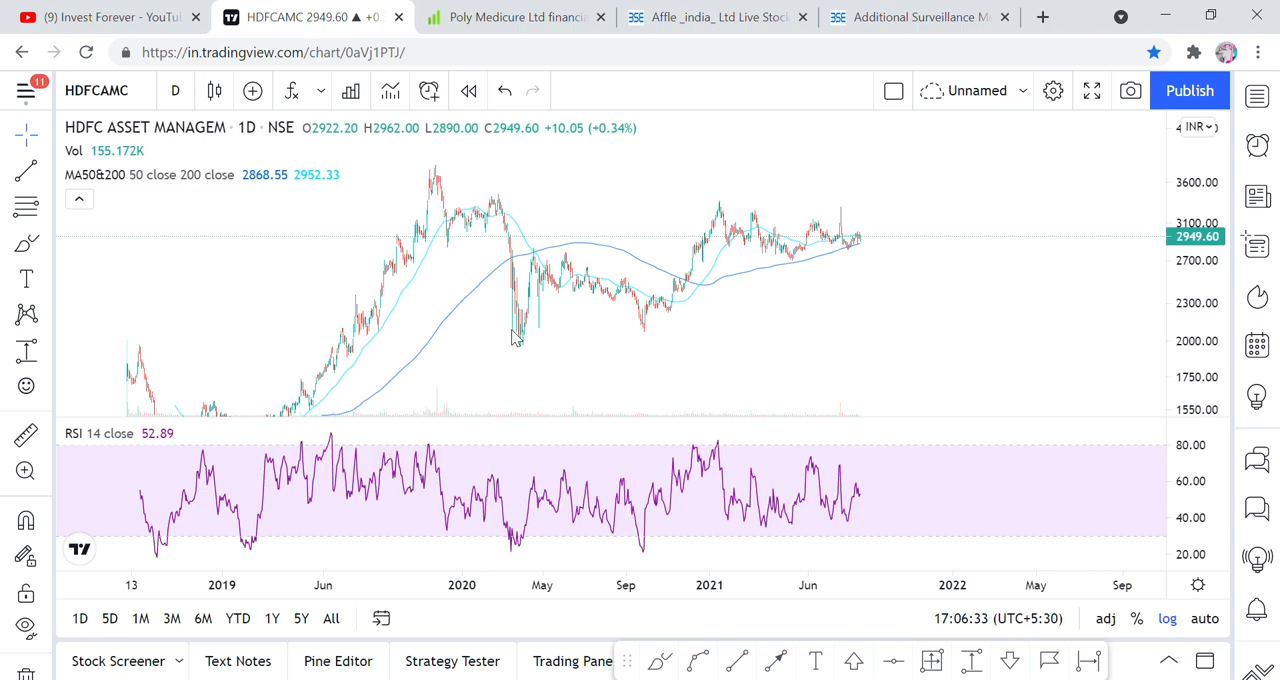 (9) Invest Forever - YouTu
HDFCAMC 2949.60 ▲ +0.
Poly Medicure Ltd financia
Affle _india_ Ltd Live Stock
Additional Surveillance M
https://in.tradingview.com/chart/0aVj1PTJ/
11
HDFCAMC
D
Unnamed
Publish
HDFC ASSET MANAGEM · 1D · NSE O2922.20 H2962.00 L2890.00 C2949.60 +10.05 (+0.34%)
INR
Vol 155.172K
MA50&200 50 close 200 close 2868.55 2952.33
3600.00
3100.00
2949.60
2700.00
2300.00
2000.00
1750.00
1550.00
RSI 14 close 52.89
80.00
60.00
40.00
20.00
13 2019 Jun 2020 May Sep 2021 Jun 2022 May Sep
1D 5D 1M 3M 6M YTD 1Y 5Y All
17:06:33 (UTC+5:30) adj % log auto
Stock Screener Text Notes Pine Editor Strategy Tester Trading Pane